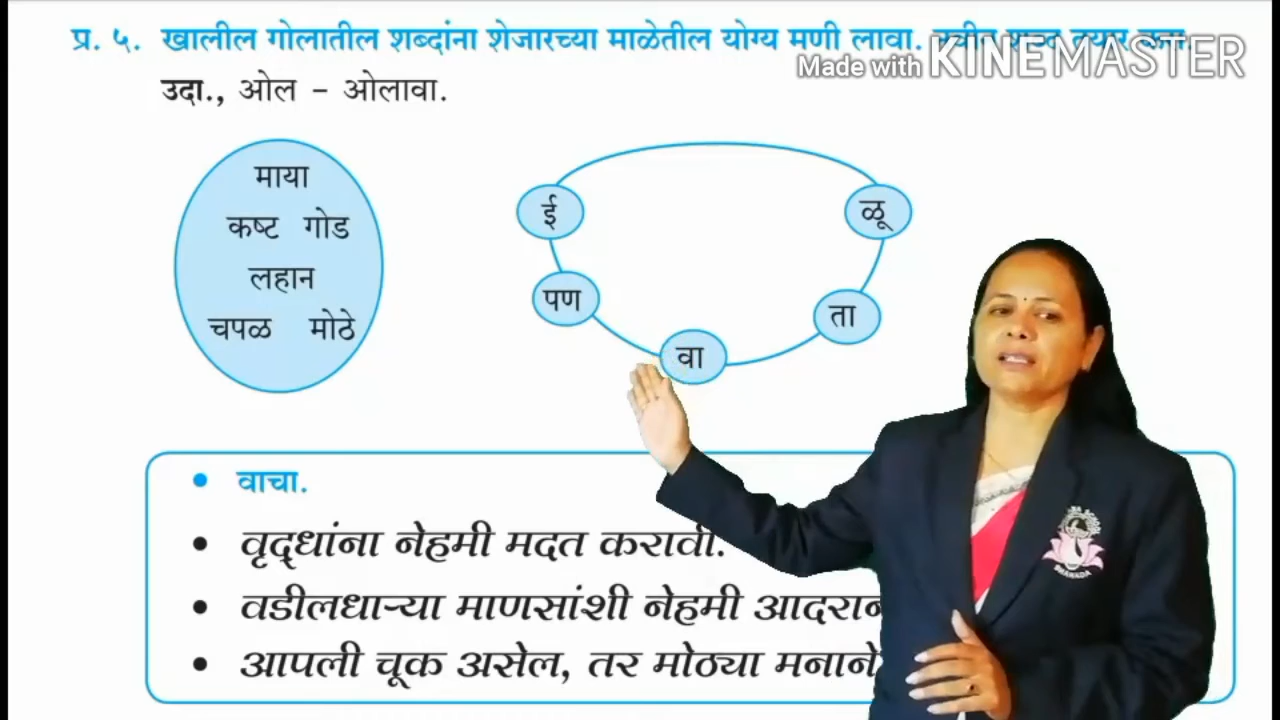 प्र. ५. खालील गोलातील शब्दांना शेजारच्या माळेतील योग्य मणी लावा.
Made with KINEMASTER
उदा., ओल – ओलावा.
माया
कष्ट गोड
लहान
चपळ मोठे
ई
ळू
पण
ता
वा
• वाचा.
• वृद्धांना नेहमी मदत करावी.
• वडीलधाऱ्या माणसांशी नेहमी
• आपली चूक असेल, तर मोठ्या मनाने